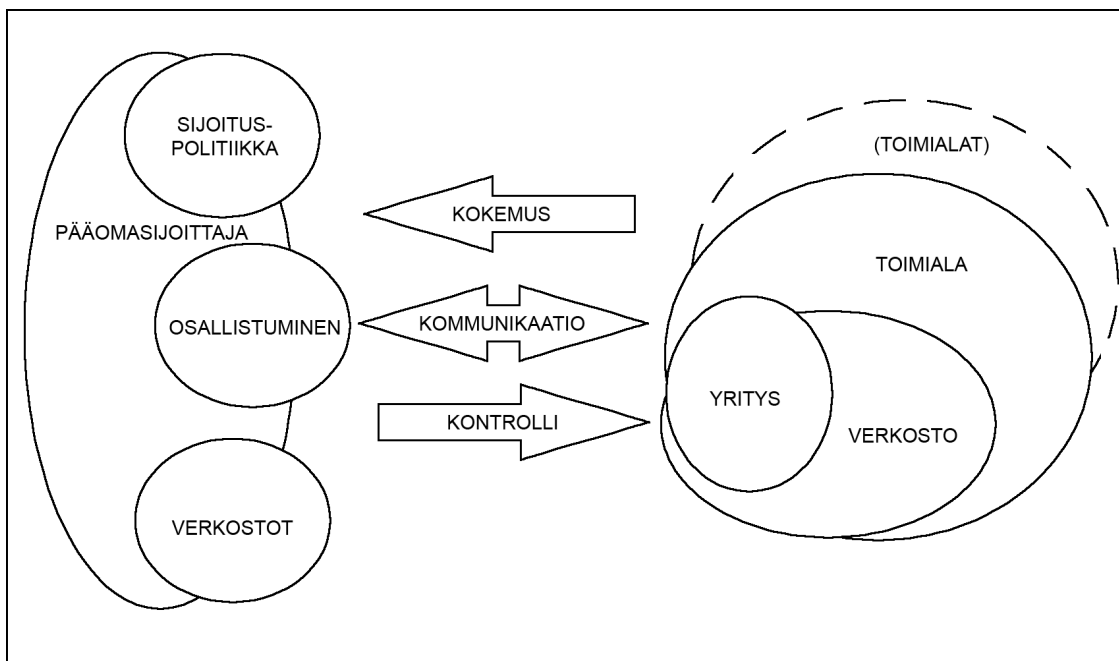 SIJOITUS-
POLITIIKKA
PÄÄOMASIJOITTAJA
OSALLISTUMINEN
VERKOSTOT
KOKEMUS
KOMMUNIKAATIO
KONTROLLI
(TOIMIALAT)
TOIMIALA
YRITYS
VERKOSTO